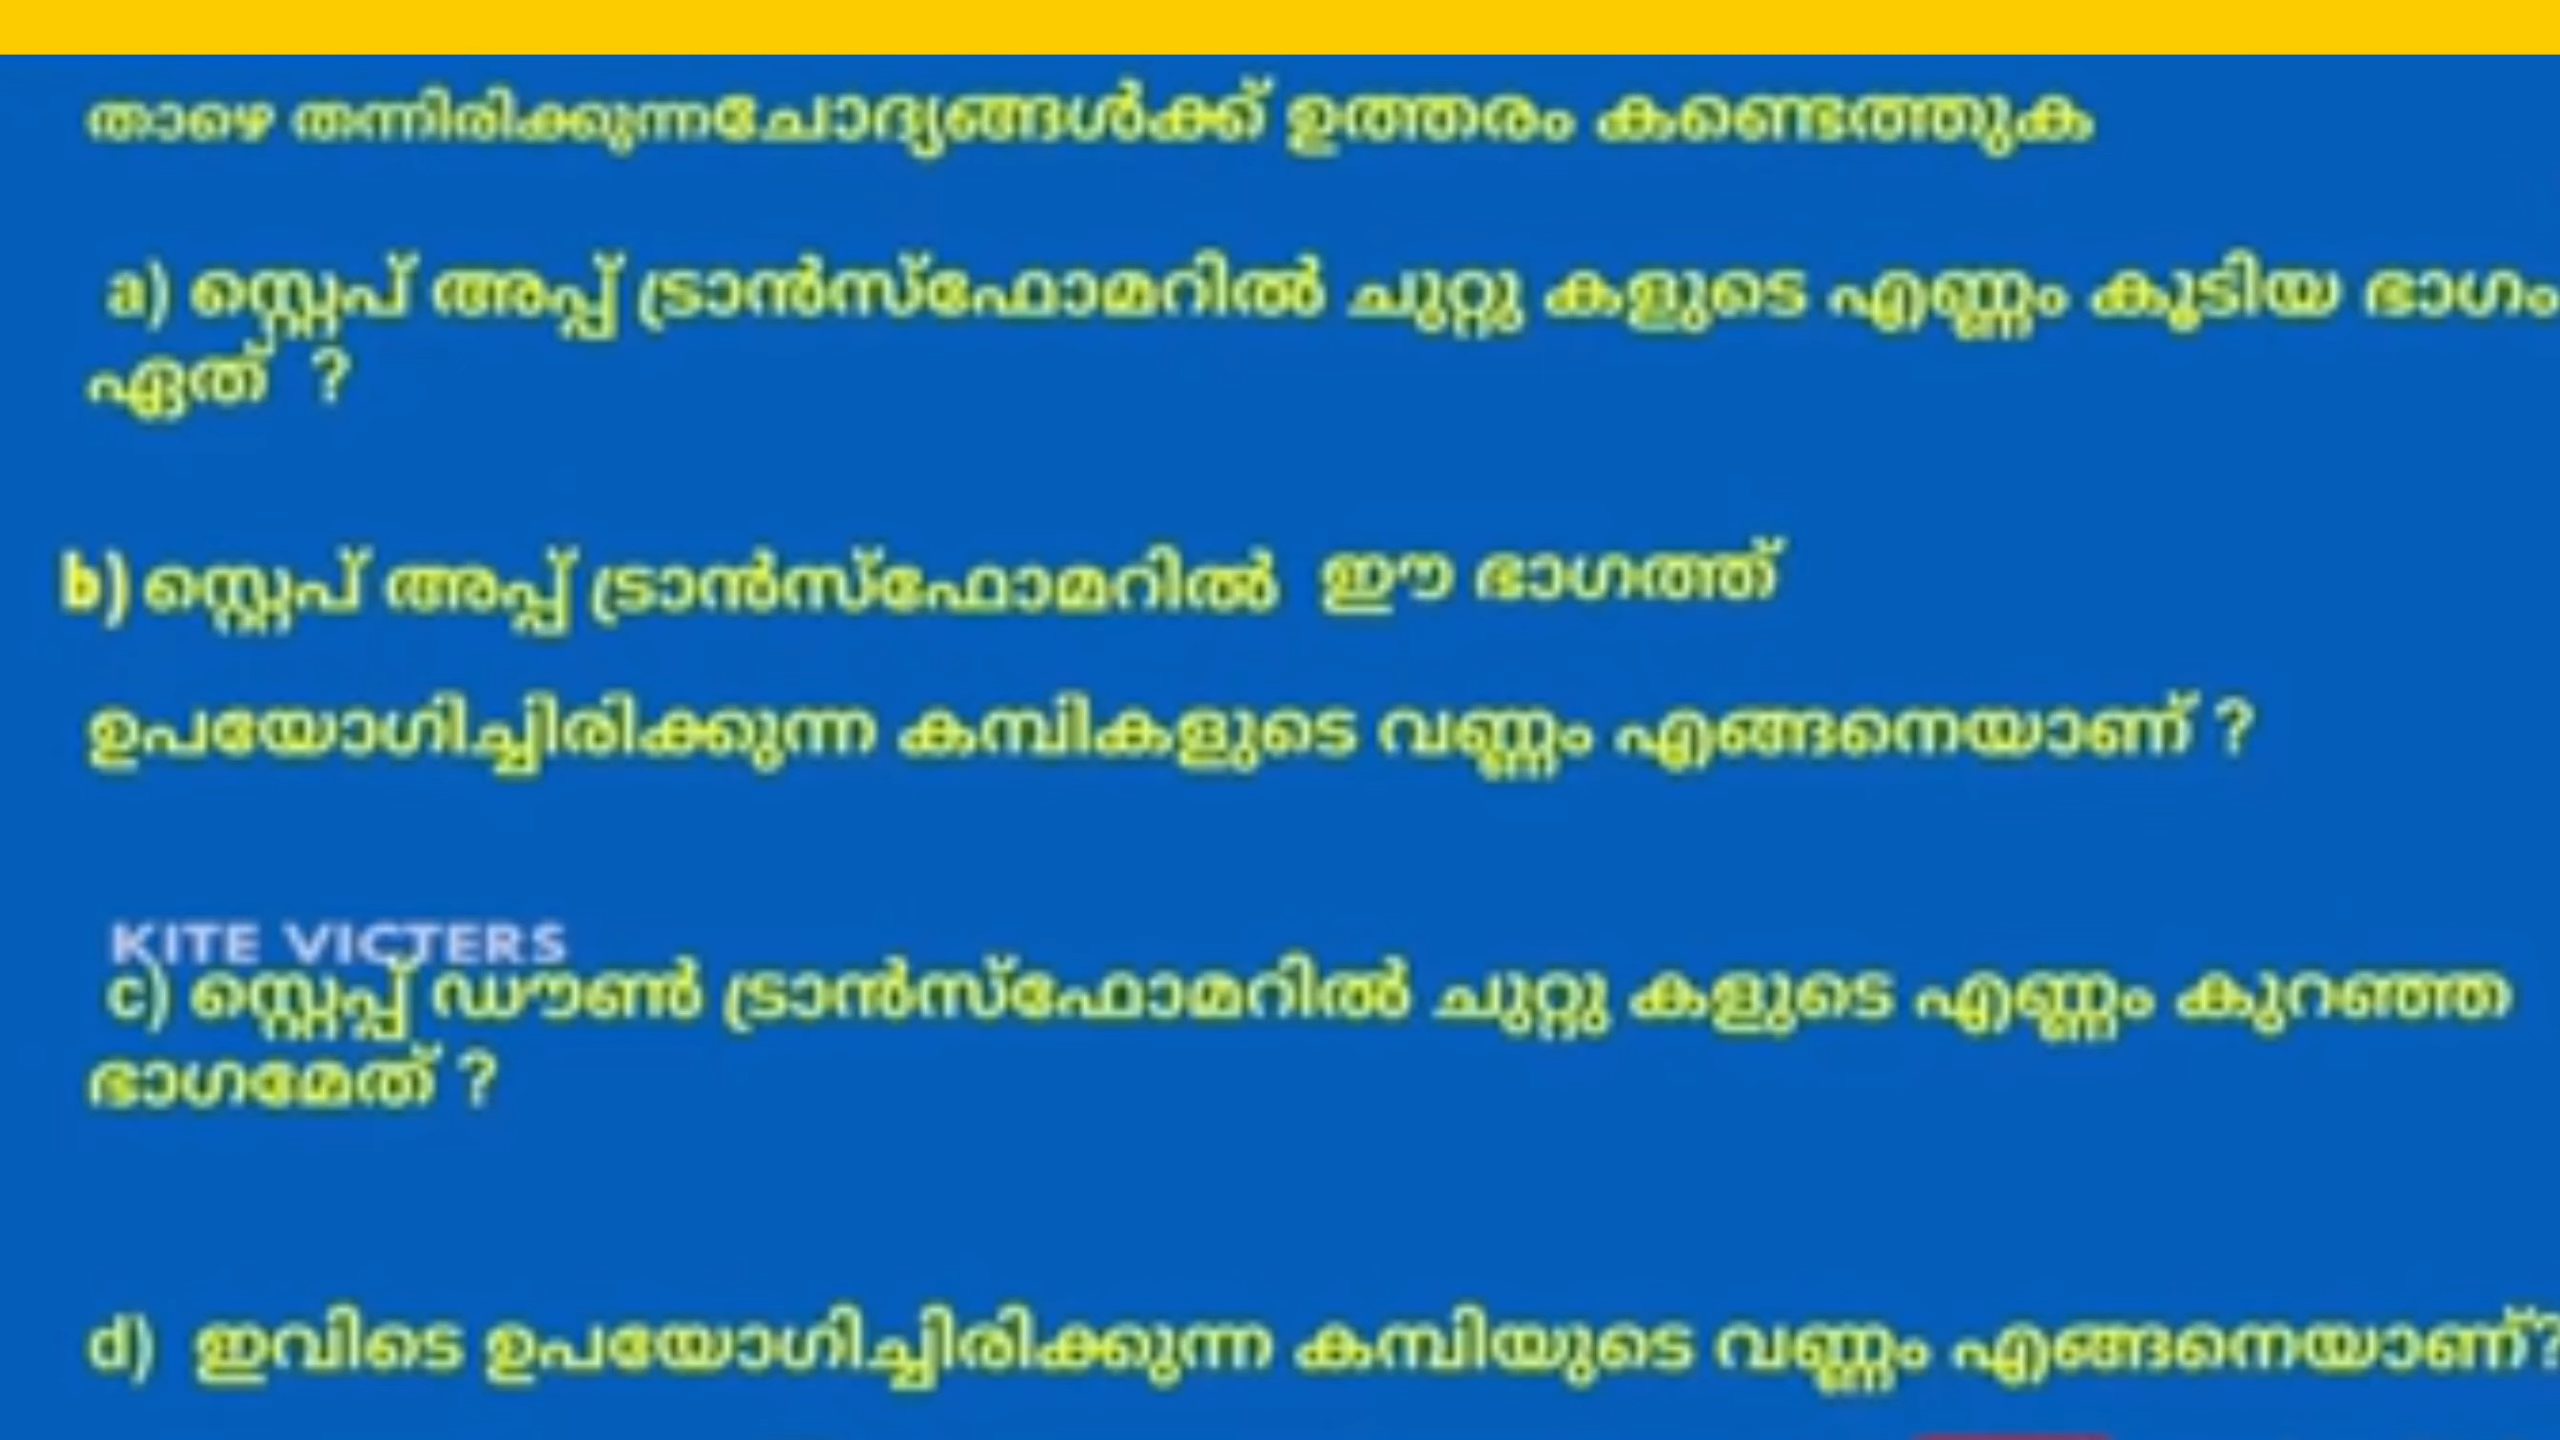 താഴെ തന്നിരിക്കുന്നചോദ്യങ്ങൾക്ക് ഉത്തരം കണ്ടെത്തുക
a) സ്റ്റെപ് അപ്പ് ട്രാൻസ്ഫോമറിൽ ചുറ്റു കളുടെ എണ്ണം കൂടിയ ഭാഗം
ഏത് ?
b) സ്റ്റെപ് അപ്പ് ട്രാൻസ്ഫോമറിൽ ഈ ഭാഗത്ത്
ഉപയോഗിച്ചിരിക്കുന്ന കമ്പികളുടെ വണ്ണം എങ്ങനെയാണ് ?
KITE VICTERS
c) സ്റ്റെപ്പ് ഡൗൺ ട്രാൻസ്ഫോമറിൽ ചുറ്റു കളുടെ എണ്ണം കുറഞ്ഞ
ഭാഗമേത് ?
d) ഇവിടെ ഉപയോഗിച്ചിരിക്കുന്ന കമ്പിയുടെ വണ്ണം എങ്ങനെയാണ്?